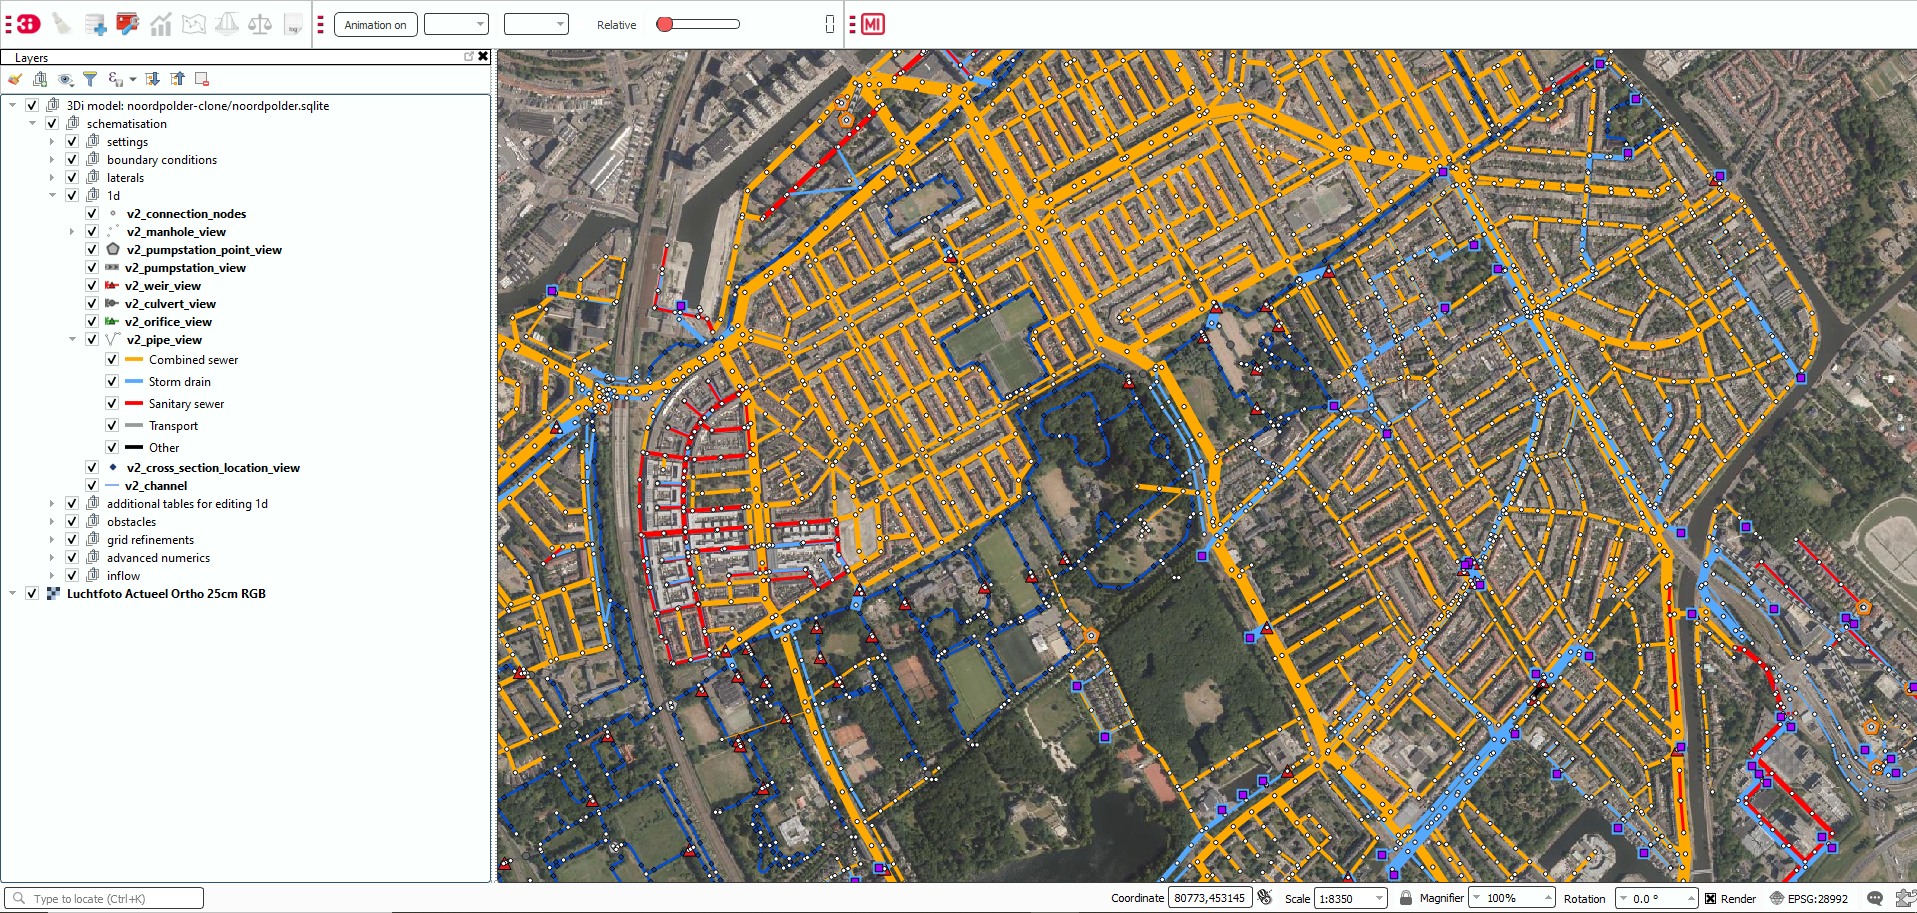 3i
Animation on
Relative
MI
Layers
3Di model: noordpolder-clone/noordpolder.sqlite
schematisation
settings
boundary conditions
laterals
1d
v2_connection_nodes
v2_manhole_view
v2_pumpstation_point_view
v2_pumpstation_view
v2_weir_view
v2_culvert_view
v2_orifice_view
v2_pipe_view
Combined sewer
Storm drain
Sanitary sewer
Transport
Other
v2_cross_section_location_view
v2_channel
additional tables for editing 1d
obstacles
grid refinements
advanced numerics
inflow
Luchtfoto Actueel Ortho 25cm RGB
Type to locate (Ctrl+K)
Coordinate 80773,453145 Scale 1:8350 Magnifier 100% Rotation 0.0 ° Render EPSG:28992